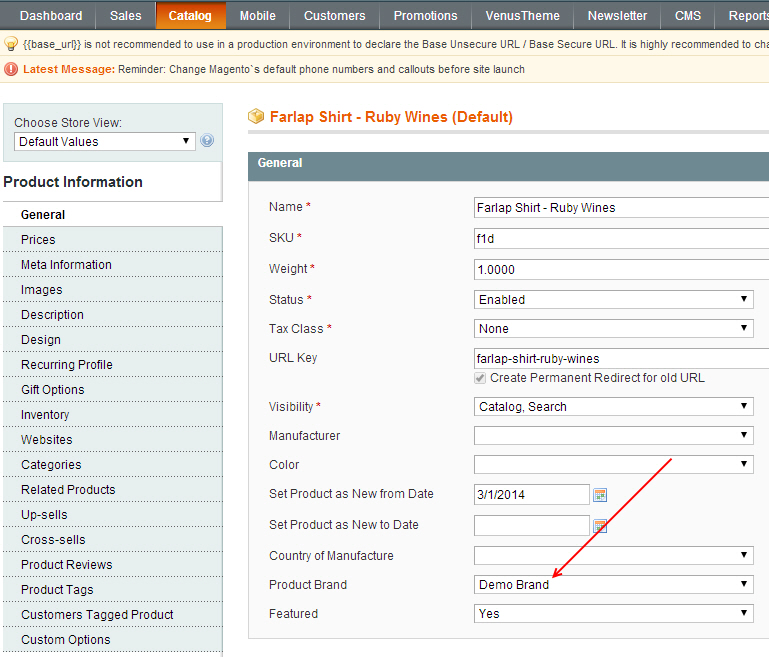 Dashboard Sales Catalog Mobile Customers Promotions VenusTheme Newsletter CMS Reports
{{base_url}} is not recommended to use in a production environment to declare the Base Unsecure URL / Base Secure URL. It is highly recommended to cha
Latest Message: Reminder: Change Magento`s default phone numbers and callouts before site launch
Choose Store View:
Default Values
Product Information
General
Prices
Meta Information
Images
Description
Design
Recurring Profile
Gift Options
Inventory
Websites
Categories
Related Products
Up-sells
Cross-sells
Product Reviews
Product Tags
Customers Tagged Product
Custom Options
Farlap Shirt - Ruby Wines (Default)
General
Name * Farlap Shirt - Ruby Wines
SKU * f1d
Weight * 1.0000
Status * Enabled
Tax Class * None
URL Key farlap-shirt-ruby-wines
Create Permanent Redirect for old URL
Visibility * Catalog, Search
Manufacturer
Color
Set Product as New from Date 3/1/2014
Set Product as New to Date
Country of Manufacture
Product Brand Demo Brand
Featured Yes